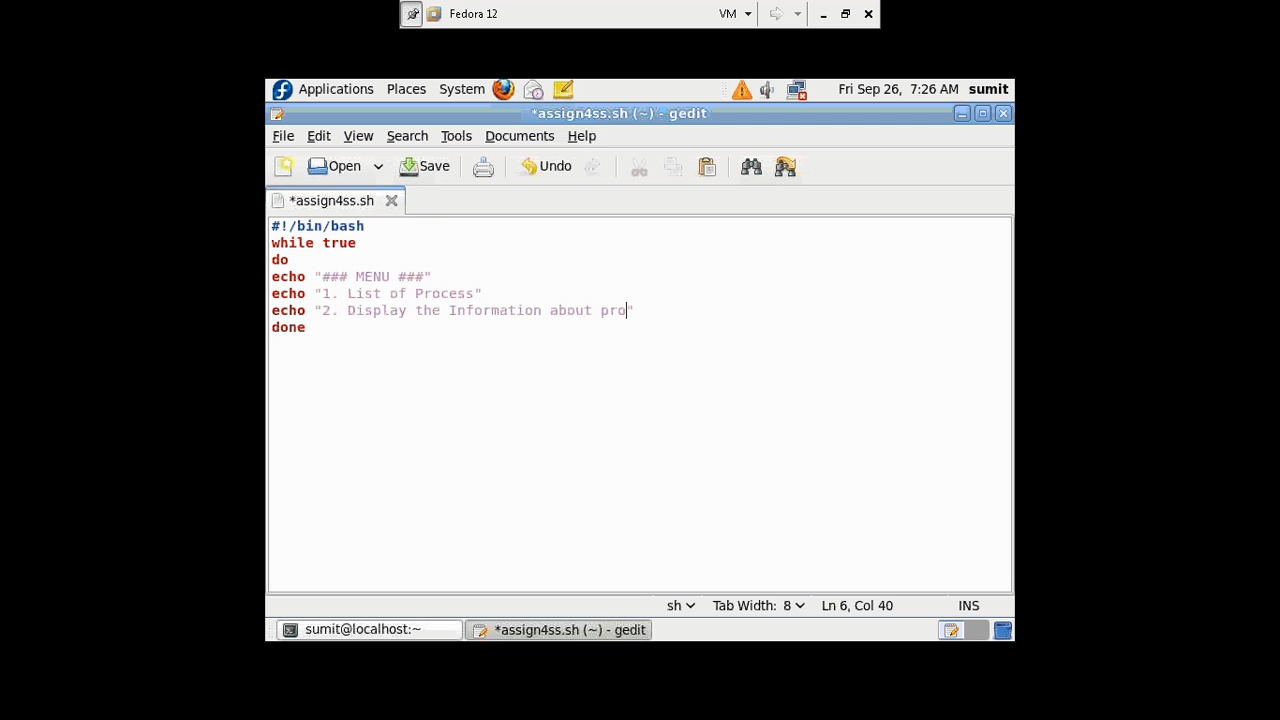 Fedora 12 VM
Applications Places System Fri Sep 26, 7:26 AM sumit
*assign4ss.sh (~) - gedit
File Edit View Search Tools Documents Help
Open Save Undo
*assign4ss.sh
#!/bin/bash
while true
do
echo "### MENU ###"
echo "1. List of Process"
echo "2. Display the Information about pro"
done
sh Tab Width: 8 Ln 6, Col 40 INS
sumit@localhost:~ *assign4ss.sh (~) - gedit